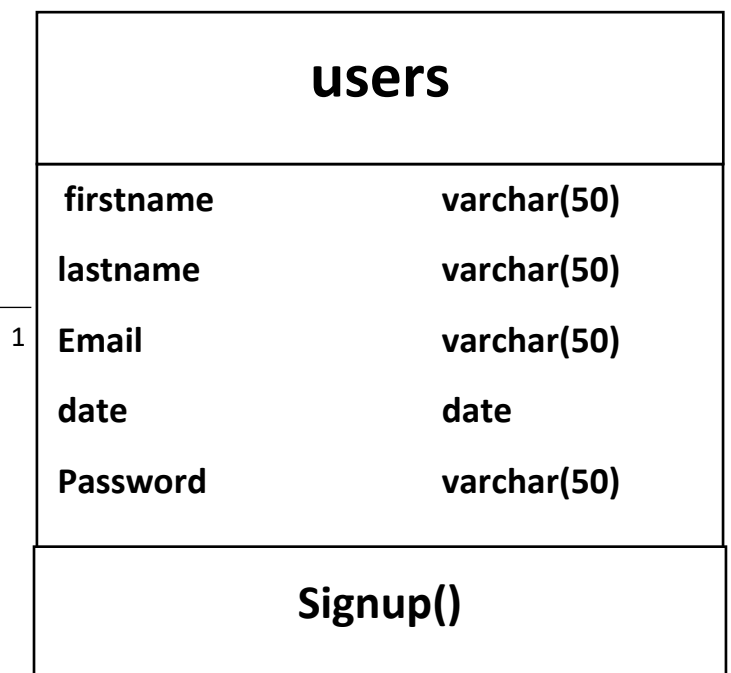 users
firstname varchar(50)
lastname varchar(50)
1 Email varchar(50)
date date
Password varchar(50)
Signup()